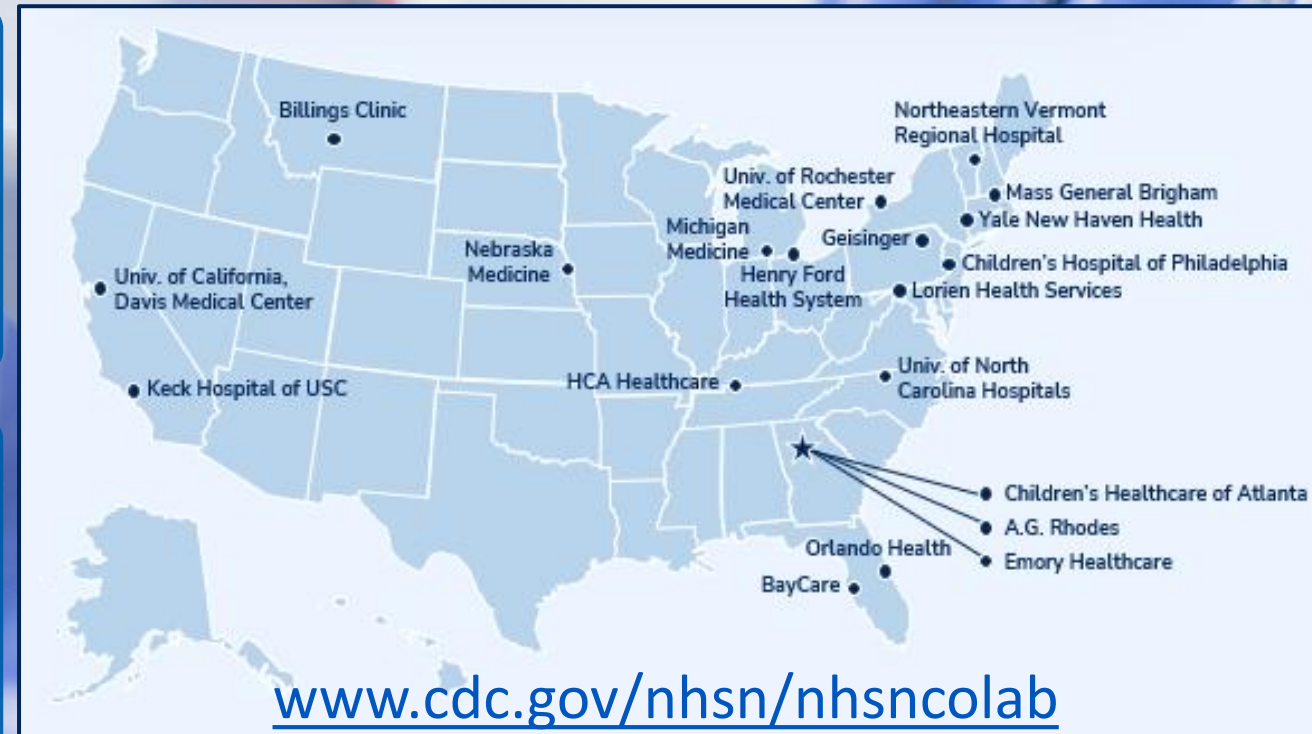 Billings Clinic
Northeastern Vermont
Regional Hospital
Univ. of Rochester
Medical Center
Mass General Brigham
Yale New Haven Health
Michigan
Medicine
Geisinger
Nebraska
Medicine
Henry Ford
Health System
Children's Hospital of Philadelphia
Lorien Health Services
Univ. of California,
Davis Medical Center
Keck Hospital of USC
HCA Healthcare
Univ. of North
Carolina Hospitals
Children's Healthcare of Atlanta
A.G. Rhodes
Emory Healthcare
Orlando Health
BayCare
www.cdc.gov/nhsn/nhsncolab